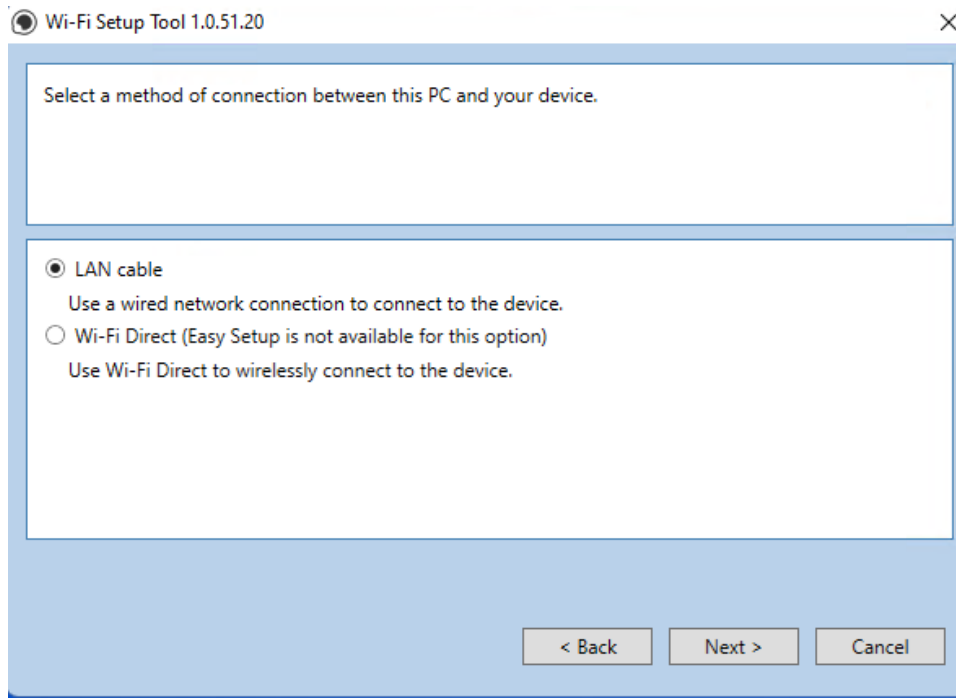 Wi-Fi Setup Tool 1.0.51.20
Select a method of connection between this PC and your device.
LAN cable
Use a wired network connection to connect to the device.
Wi-Fi Direct (Easy Setup is not available for this option)
Use Wi-Fi Direct to wirelessly connect to the device.
< Back Next > Cancel